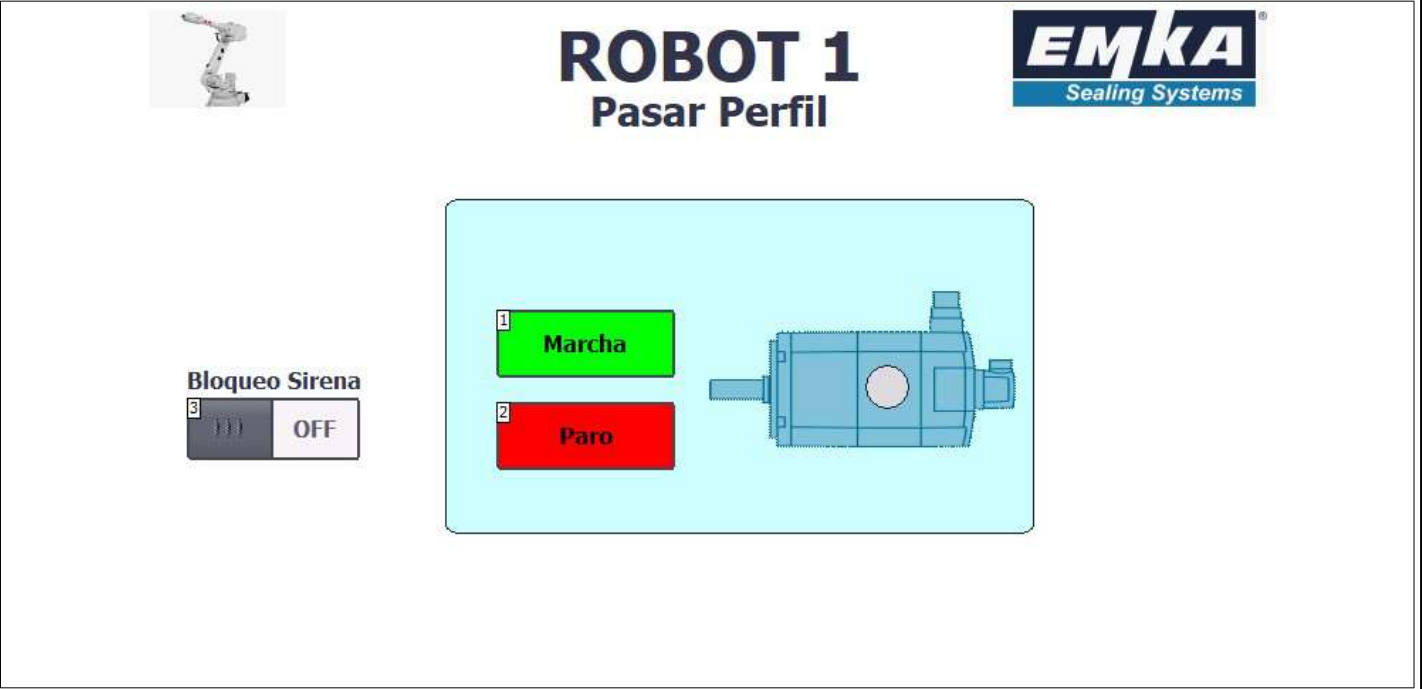 ROBOT 1
Pasar Perfil
EMKA®
Sealing Systems
1
Marcha
Bloqueo Sirena
3
OFF
2
Paro